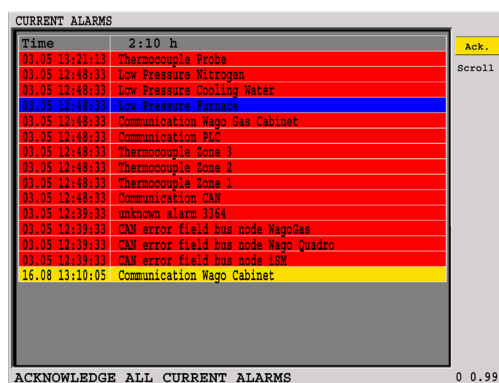 CURRENT ALARMS
Time 2:10 h
Ack.
03.05 13:21:13 Thermocouple Probe
Scroll
03.05 12:48:33 Low Pressure Nitrogen
03.05 12:48:33 Low Pressure Cooling Water
03.05 12:48:33 Low Pressure Furnace
03.05 12:48:33 Communication Wago Gas Cabinet
03.05 12:48:33 Communication PLC
03.05 12:48:33 Thermocouple Zone 3
03.05 12:48:33 Thermocouple Zone 2
03.05 12:48:33 Thermocouple Zone 1
03.05 12:48:33 Communication CAN
03.05 12:39:33 unknown alarm 3364
03.05 12:39:33 CAN error field bus node WagoGas
03.05 12:39:33 CAN error field bus node Wago Quadro
03.05 12:39:33 CAN error field bus node iSM
16.08 13:10:05 Communication Wago Cabinet
ACKNOWLEDGE ALL CURRENT ALARMS 0 0.99